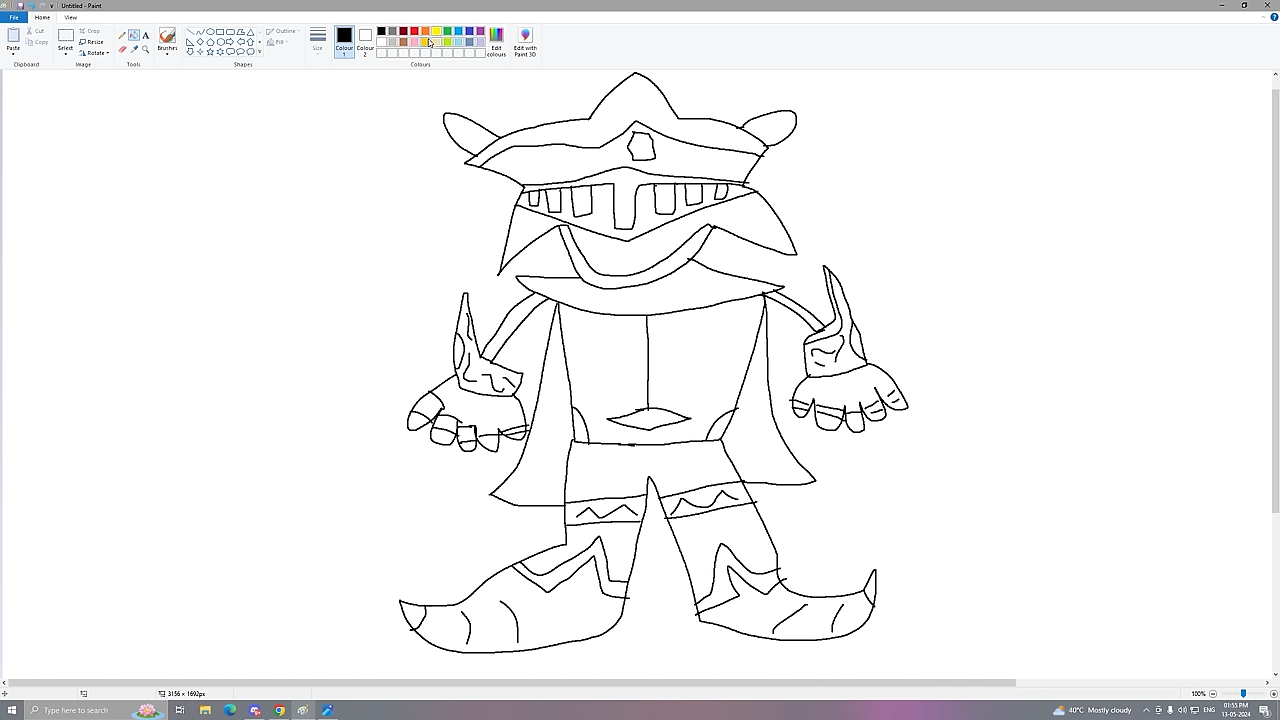 Untitled - Paint
File Home View
Paste Cut Copy Select Crop Resize Rotate A Brushes Outline Fill Size Colour 1 Colour 2 Edit colours Edit with Paint 3D
Clipboard Image Tools Shapes Colours
3156 × 1692px 100%
Type here to search 40°C Mostly cloudy ENG 01:55 PM 13-05-2024